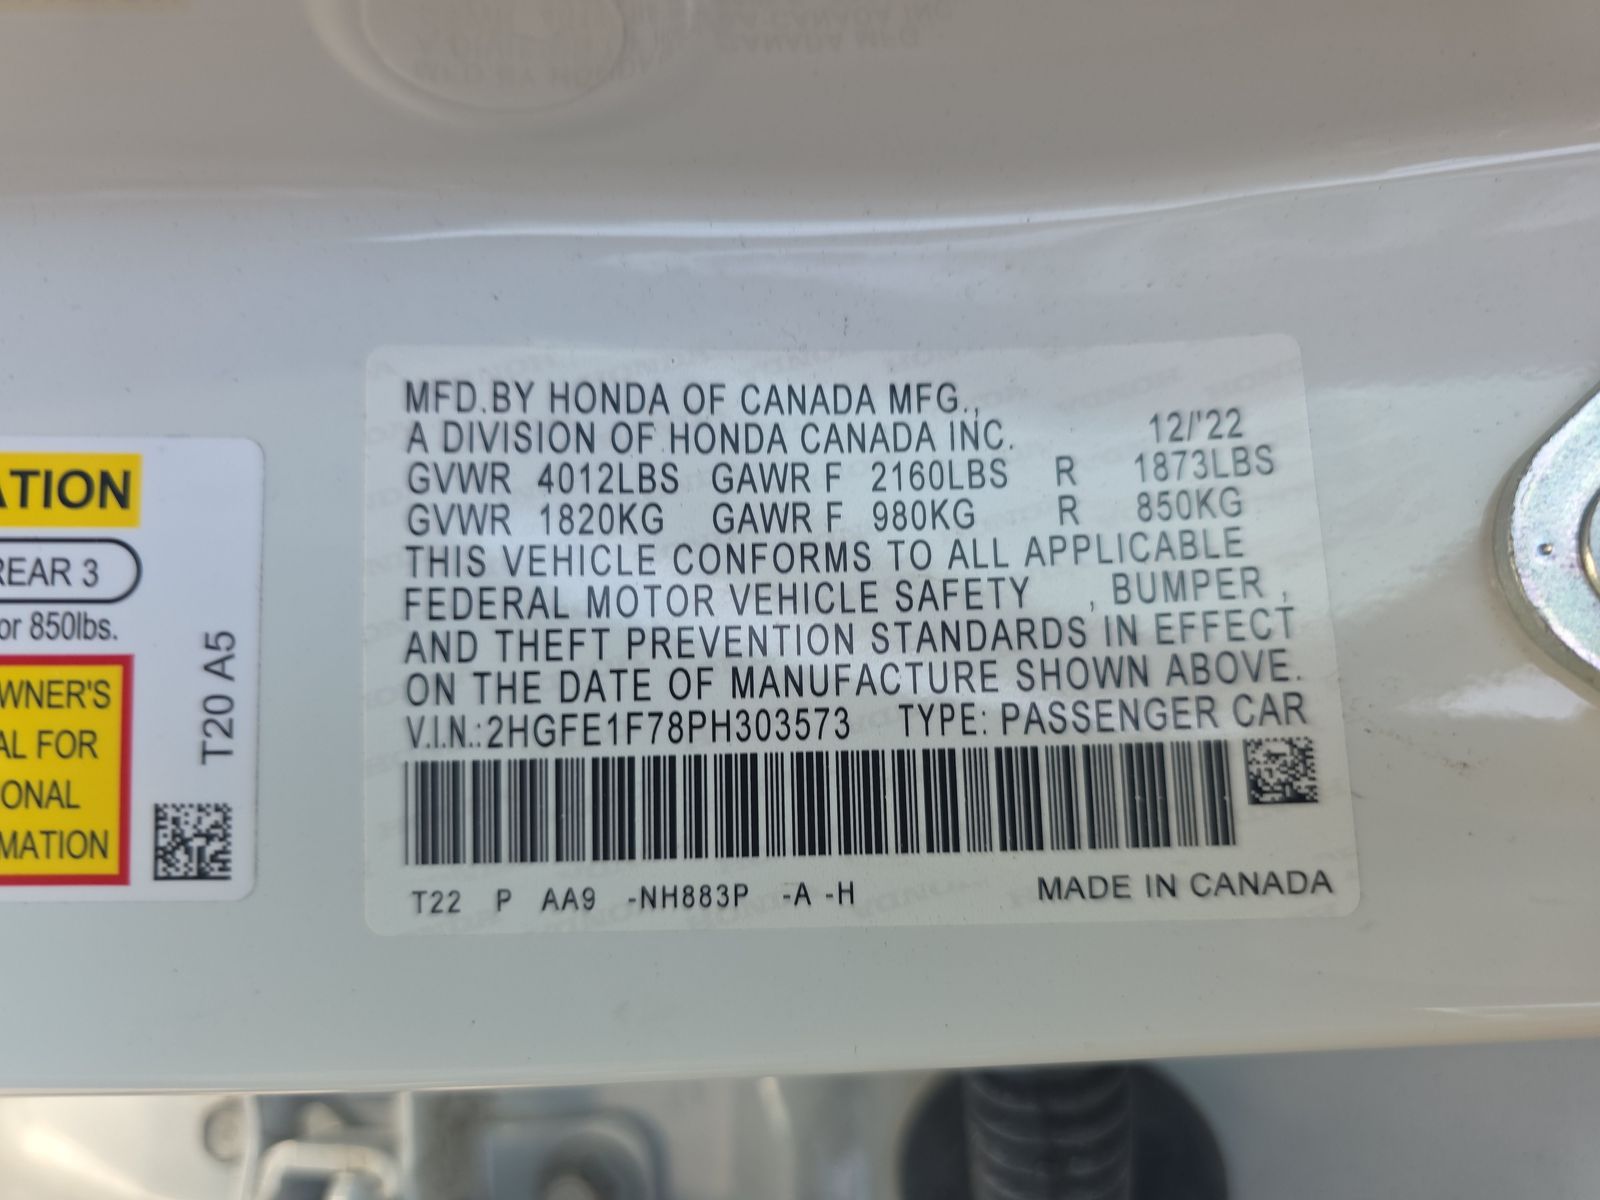 MFD.BY HONDA OF CANADA MFG.,
A DIVISION OF HONDA CANADA INC. 12/'22
GVWR 4012LBS GAWR F 2160LBS R 1873LBS
GVWR 1820KG GAWR F 980KG R 850KG
THIS VEHICLE CONFORMS TO ALL APPLICABLE
FEDERAL MOTOR VEHICLE SAFETY , BUMPER ,
AND THEFT PREVENTION STANDARDS IN EFFECT
ON THE DATE OF MANUFACTURE SHOWN ABOVE.
V.I.N.:2HGFE1F78PH303573 TYPE: PASSENGER CAR
T22 P AA9 -NH883P -A -H MADE IN CANADA
ATION
REAR 3
or 850lbs.
WNER'S
AL FOR
ONAL
MATION
T20 A5